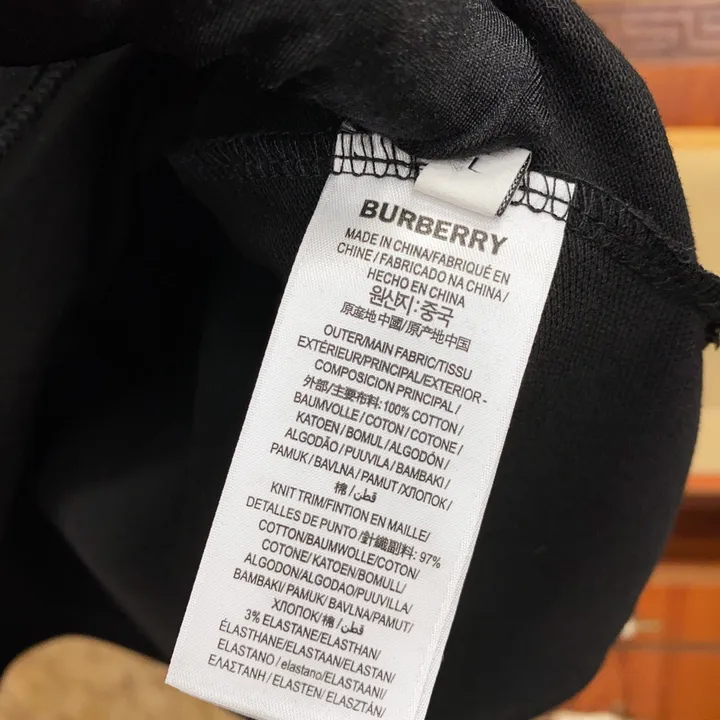 L
BURBERRY
MADE IN CHINA/FABRIQUÉ EN
CHINE / FABRICADO NA CHINA /
HECHO EN CHINA
원산지 : 중국
原産地 中國/原产地 中国
OUTER/MAIN FABRIC/TISSU
EXTÉRIEUR/PRINCIPAL/EXTERIOR -
COMPOSICION PRINCIPAL /
外部/主要布料: 100% COTTON/
BAUMVOLLE / COTON / COTONE /
KATOEN / BOMUL / ALGODÓN /
ALGODÃO / PUUVILA / BAMBAKI /
PAMUK / BAVLNA / PAMUT /ХЛОПОК /
棉 / قطن /
KNIT TRIM/FINTION EN MAILLE/
DETALLES DE PUNTO /針織副料: 97%
COTTON/BAUMWOLLE/COTON/
COTONE/ KATOEN/ BOMULL/
ALGODON/ALGODAO/PUUVILLA/
BAMBAKI/ PAMUK/ BAVLNA/PAMUT/
ХЛОПОК/ 棉/ قطن/
3% ELASTANE/ELASTHAN/
ÉLASTHANE/ELASTAAN/ELASTAN/
ELASTANO / elastano/ELASTAANI/
ΕΛΑΣΤΑΝΗ / ELASTEN/ ELASZTÁN/